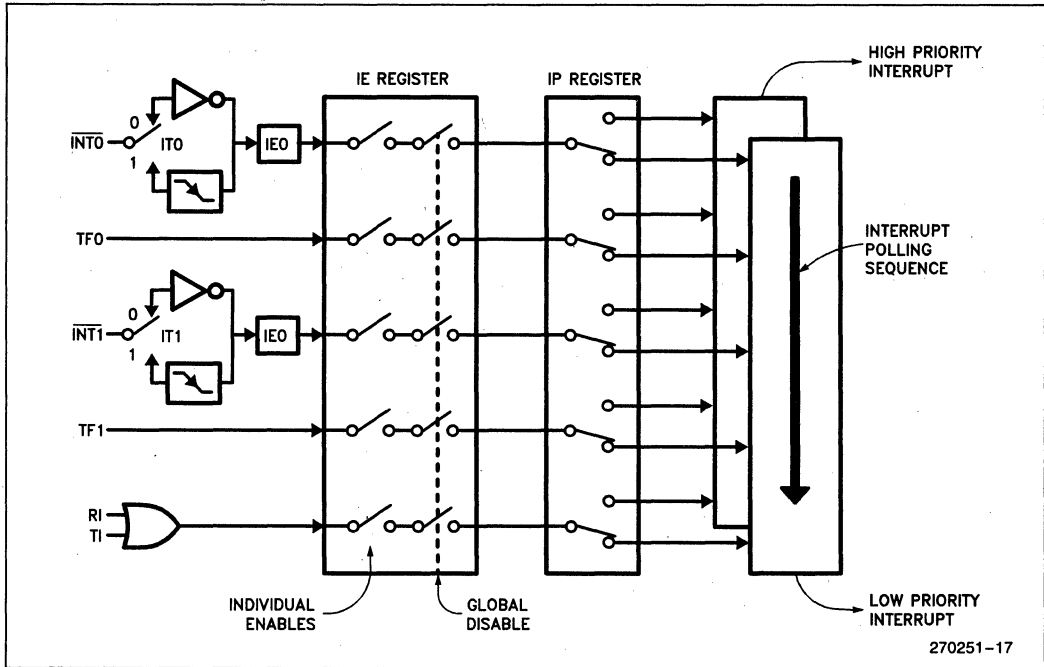 HIGH PRIORITY
INTERRUPT
IE REGISTER
IP REGISTER
0
INT0
IT0
1
IE0
TF0
INTERRUPT
POLLING
SEQUENCE
0
INT1
IT1
1
IE0
TF1
RI
TI
INDIVIDUAL
ENABLES
GLOBAL
DISABLE
LOW PRIORITY
INTERRUPT
270251-17